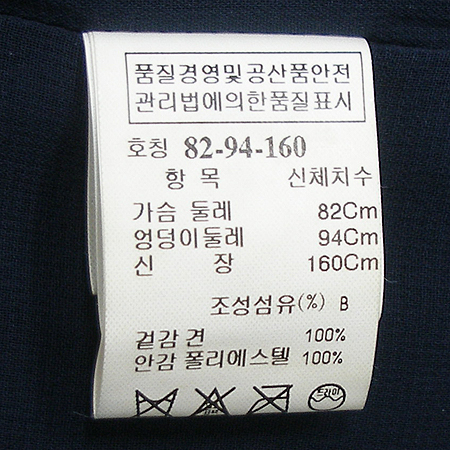 품질경영및공산품안전
관리법에의한품질표시
호칭 82-94-160
항 목 신체치수
가슴 둘레 82Cm
엉덩이둘레 94Cm
신 장 160Cm
조성섬유(%) B
겉감 견 100%
안감 폴리에스텔 100%
드라이